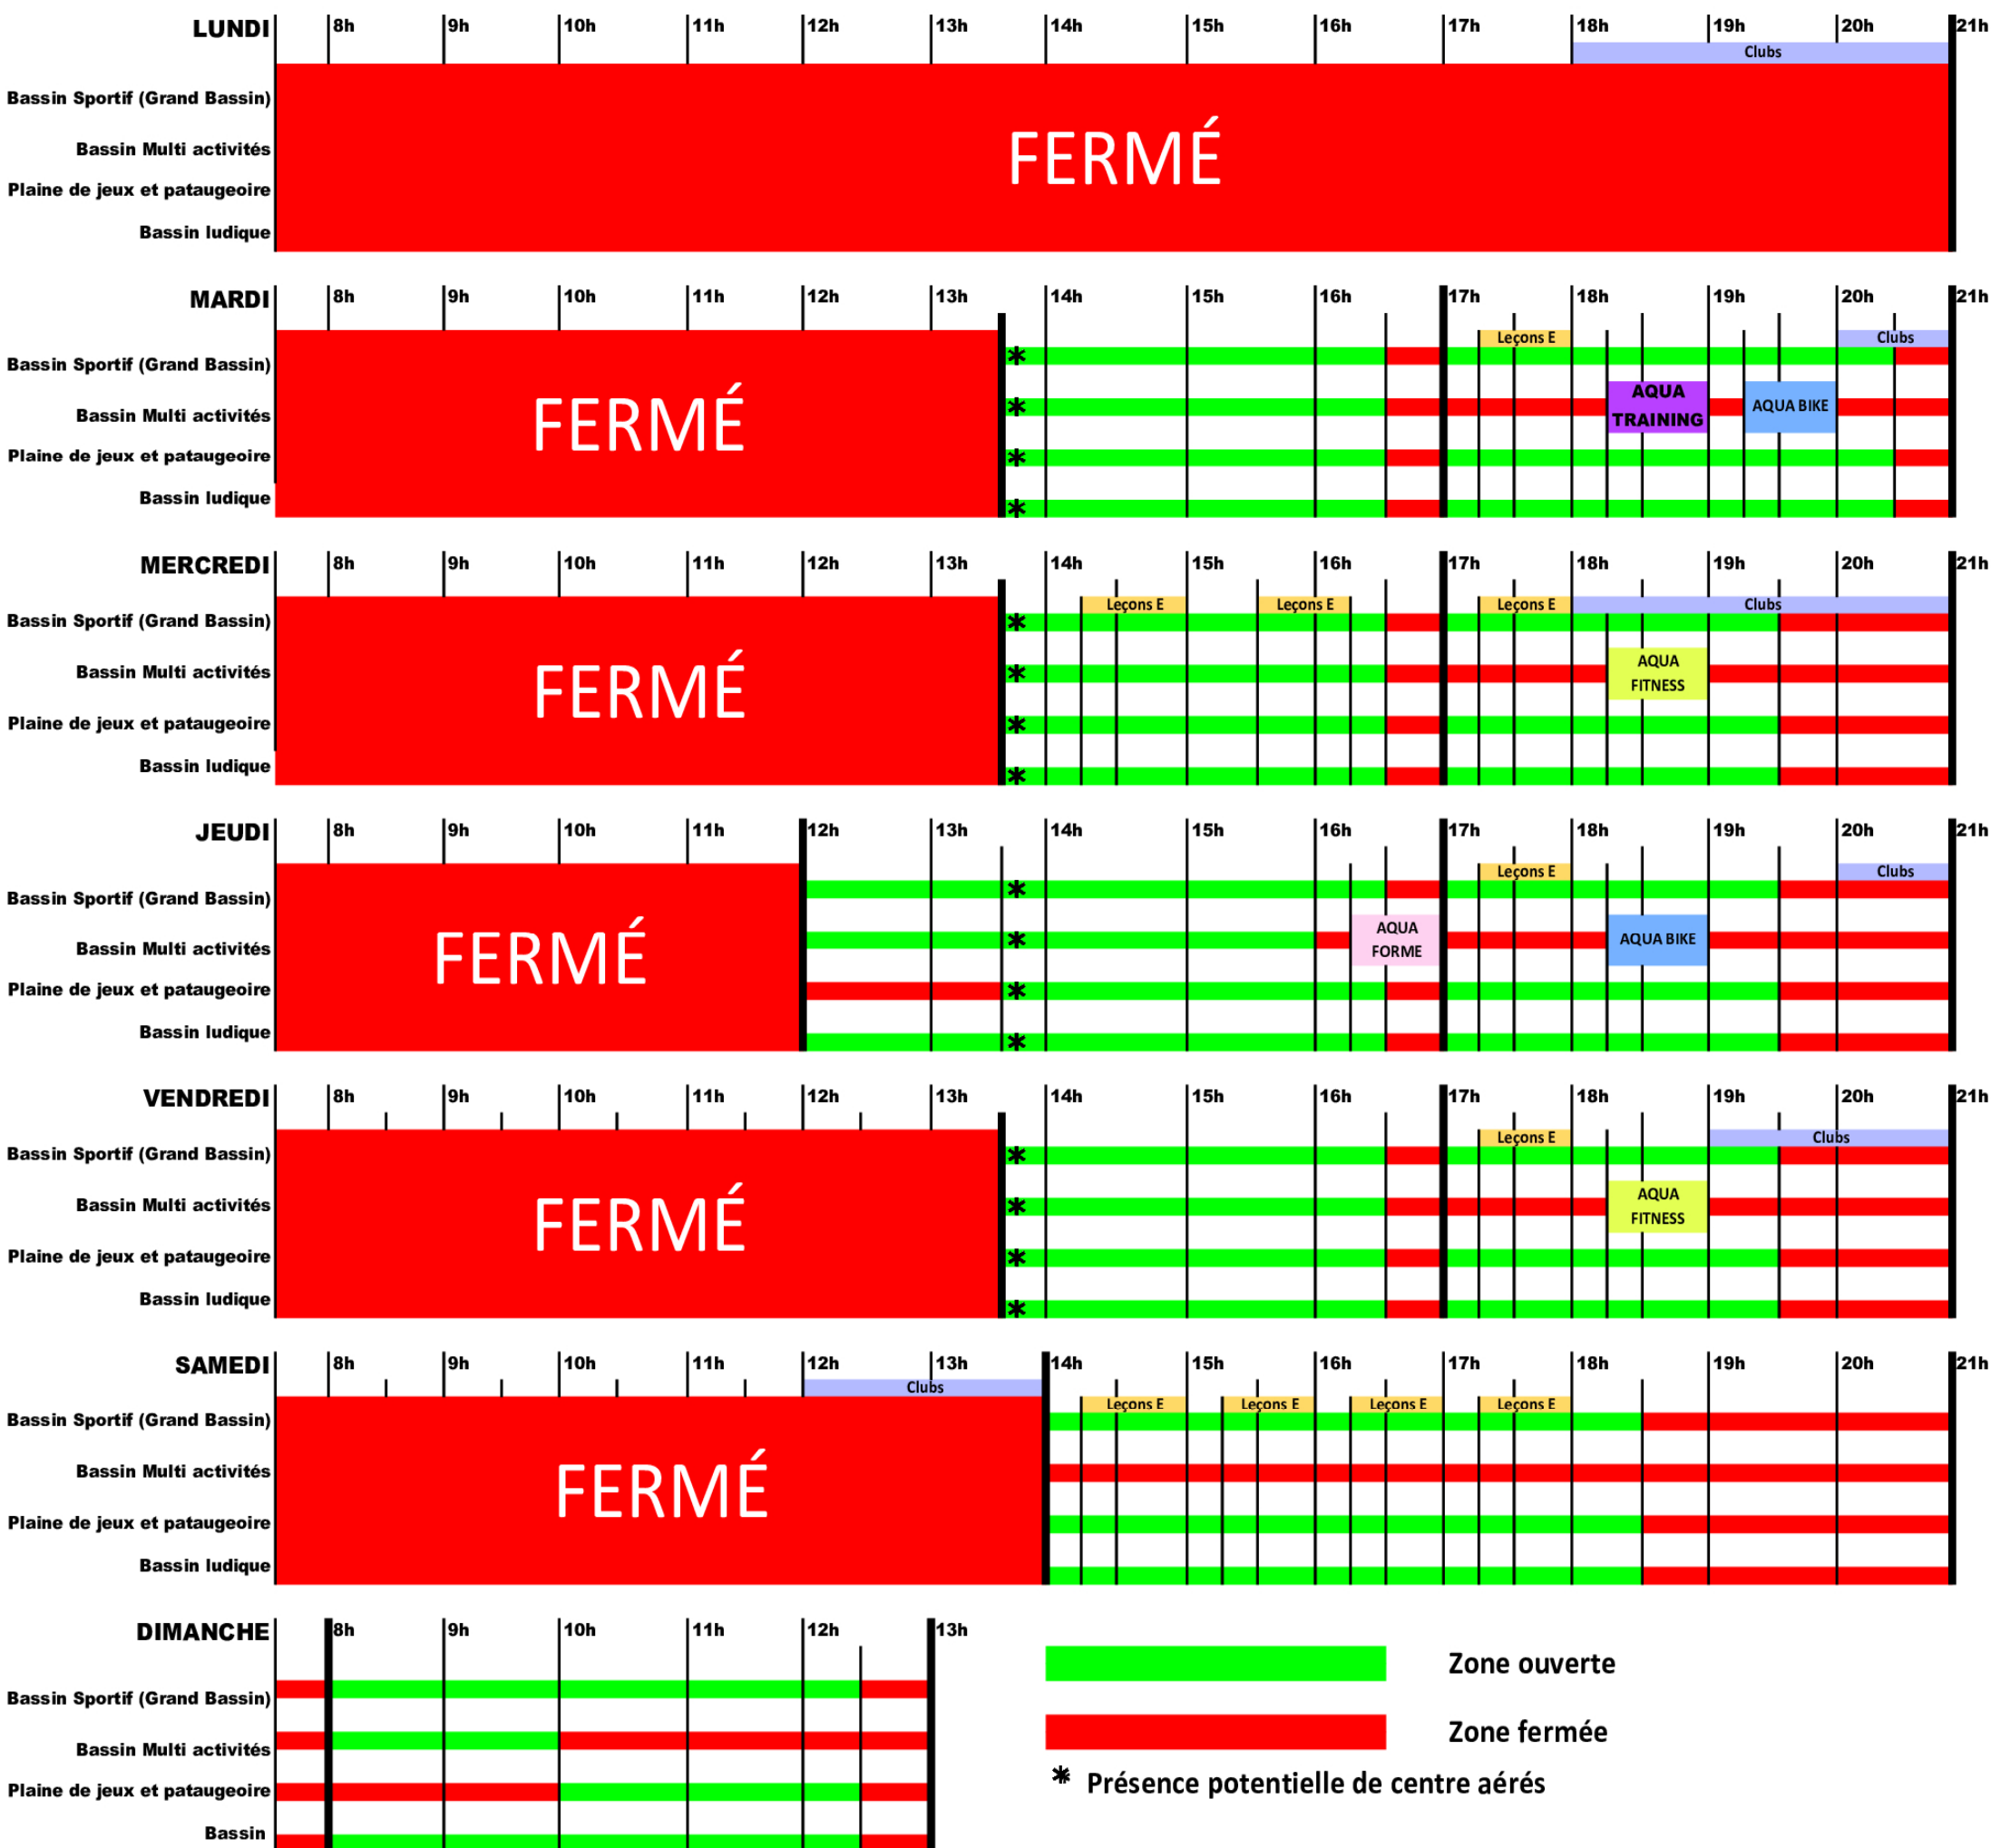 LUNDI 8h 9h 10h 11h 12h 13h 14h 15h 16h 17h 18h 19h 20h 21h
Clubs
Bassin Sportif (Grand Bassin)
FERMÉ
Bassin Multi activités
Plaine de jeux et pataugeoire
Bassin ludique
MARDI 8h 9h 10h 11h 12h 13h 14h 15h 16h 17h 18h 19h 20h 21h
Leçons E Clubs
Bassin Sportif (Grand Bassin) *
FERMÉ
Bassin Multi activités * AQUA TRAINING AQUA BIKE
Plaine de jeux et pataugeoire *
Bassin ludique *
MERCREDI 8h 9h 10h 11h 12h 13h 14h 15h 16h 17h 18h 19h 20h 21h
Leçons E Leçons E Leçons E Clubs
Bassin Sportif (Grand Bassin) *
FERMÉ
Bassin Multi activités * AQUA FITNESS
Plaine de jeux et pataugeoire *
Bassin ludique *
JEUDI 8h 9h 10h 11h 12h 13h 14h 15h 16h 17h 18h 19h 20h 21h
Leçons E Clubs
Bassin Sportif (Grand Bassin) *
FERMÉ
Bassin Multi activités * AQUA FORME AQUA BIKE
Plaine de jeux et pataugeoire *
Bassin ludique *
VENDREDI 8h 9h 10h 11h 12h 13h 14h 15h 16h 17h 18h 19h 20h 21h
Leçons E Clubs
Bassin Sportif (Grand Bassin) *
FERMÉ
Bassin Multi activités * AQUA FITNESS
Plaine de jeux et pataugeoire *
Bassin ludique *
SAMEDI 8h 9h 10h 11h 12h 13h 14h 15h 16h 17h 18h 19h 20h 21h
Clubs
Leçons E Leçons E Leçons E Leçons E
Bassin Sportif (Grand Bassin)
FERMÉ
Bassin Multi activités
Plaine de jeux et pataugeoire
Bassin ludique
DIMANCHE 8h 9h 10h 11h 12h 13h
Bassin Sportif (Grand Bassin)
Bassin Multi activités
Plaine de jeux et pataugeoire
Bassin
Zone ouverte
Zone fermée
* Présence potentielle de centre aérés